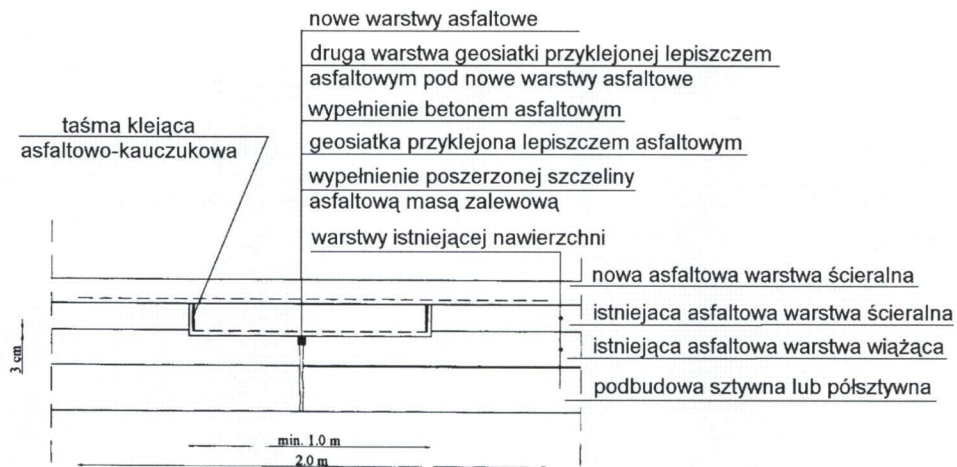 nowe warstwy asfaltowe
druga warstwa geosiatki przyklejonej lepiszczem
asfaltowym pod nowe warstwy asfaltowe
wypełnienie betonem asfaltowym
taśma klejąca
asfaltowo-kauczukowa
geosiatka przyklejona lepiszczem asfaltowym
wypełnienie poszerzonej szczeliny
asfaltową masą zalewową
warstwy istniejącej nawierzchni
nowa asfaltowa warstwa ścieralna
istniejaca asfaltowa warstwa ścieralna
istniejąca asfaltowa warstwa wiążąca
podbudowa sztywna lub półsztywna
3 cm
min. 1.0 m
2.0 m